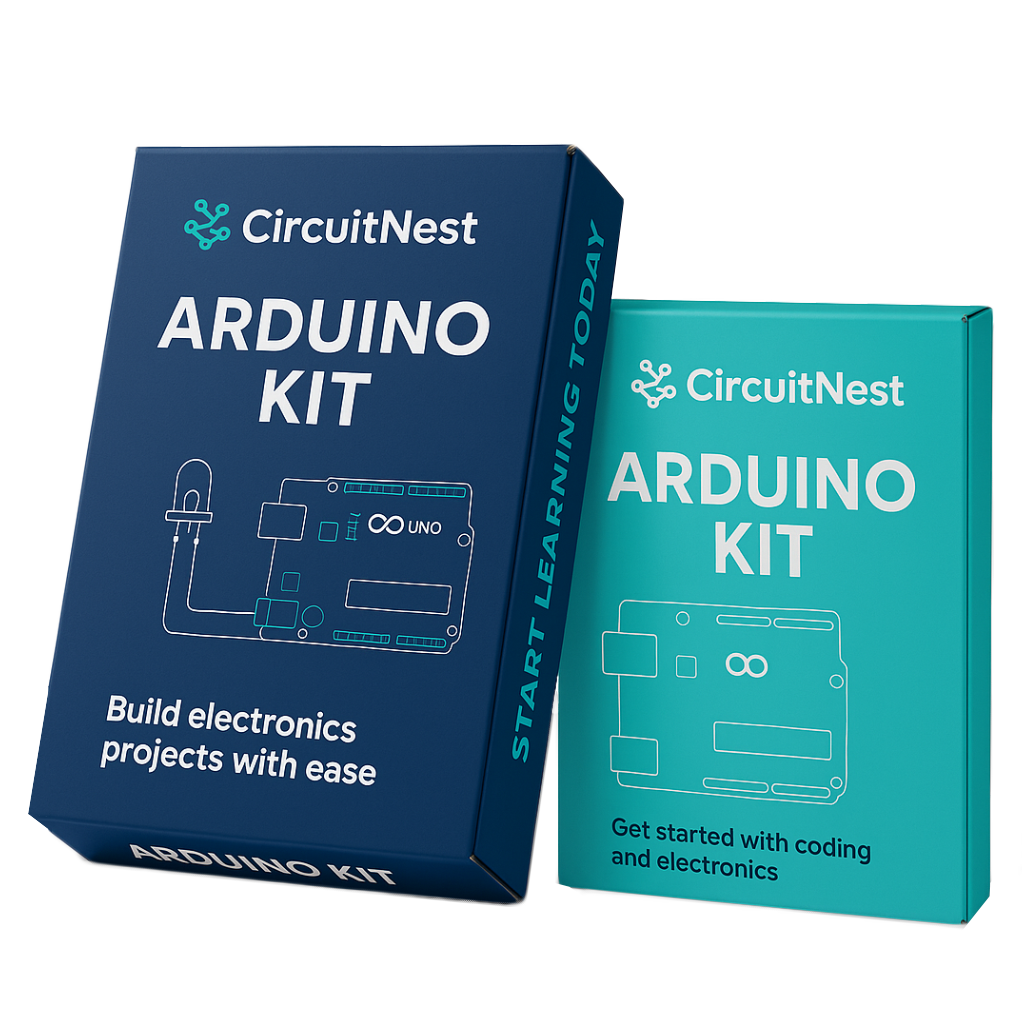 CircuitNest
ARDUINO
KIT
UNO
Build electronics
projects with ease
ARDUINO KIT
START LEARNING TODAY
CircuitNest
ARDUINO
KIT
Get started with coding
and electronics